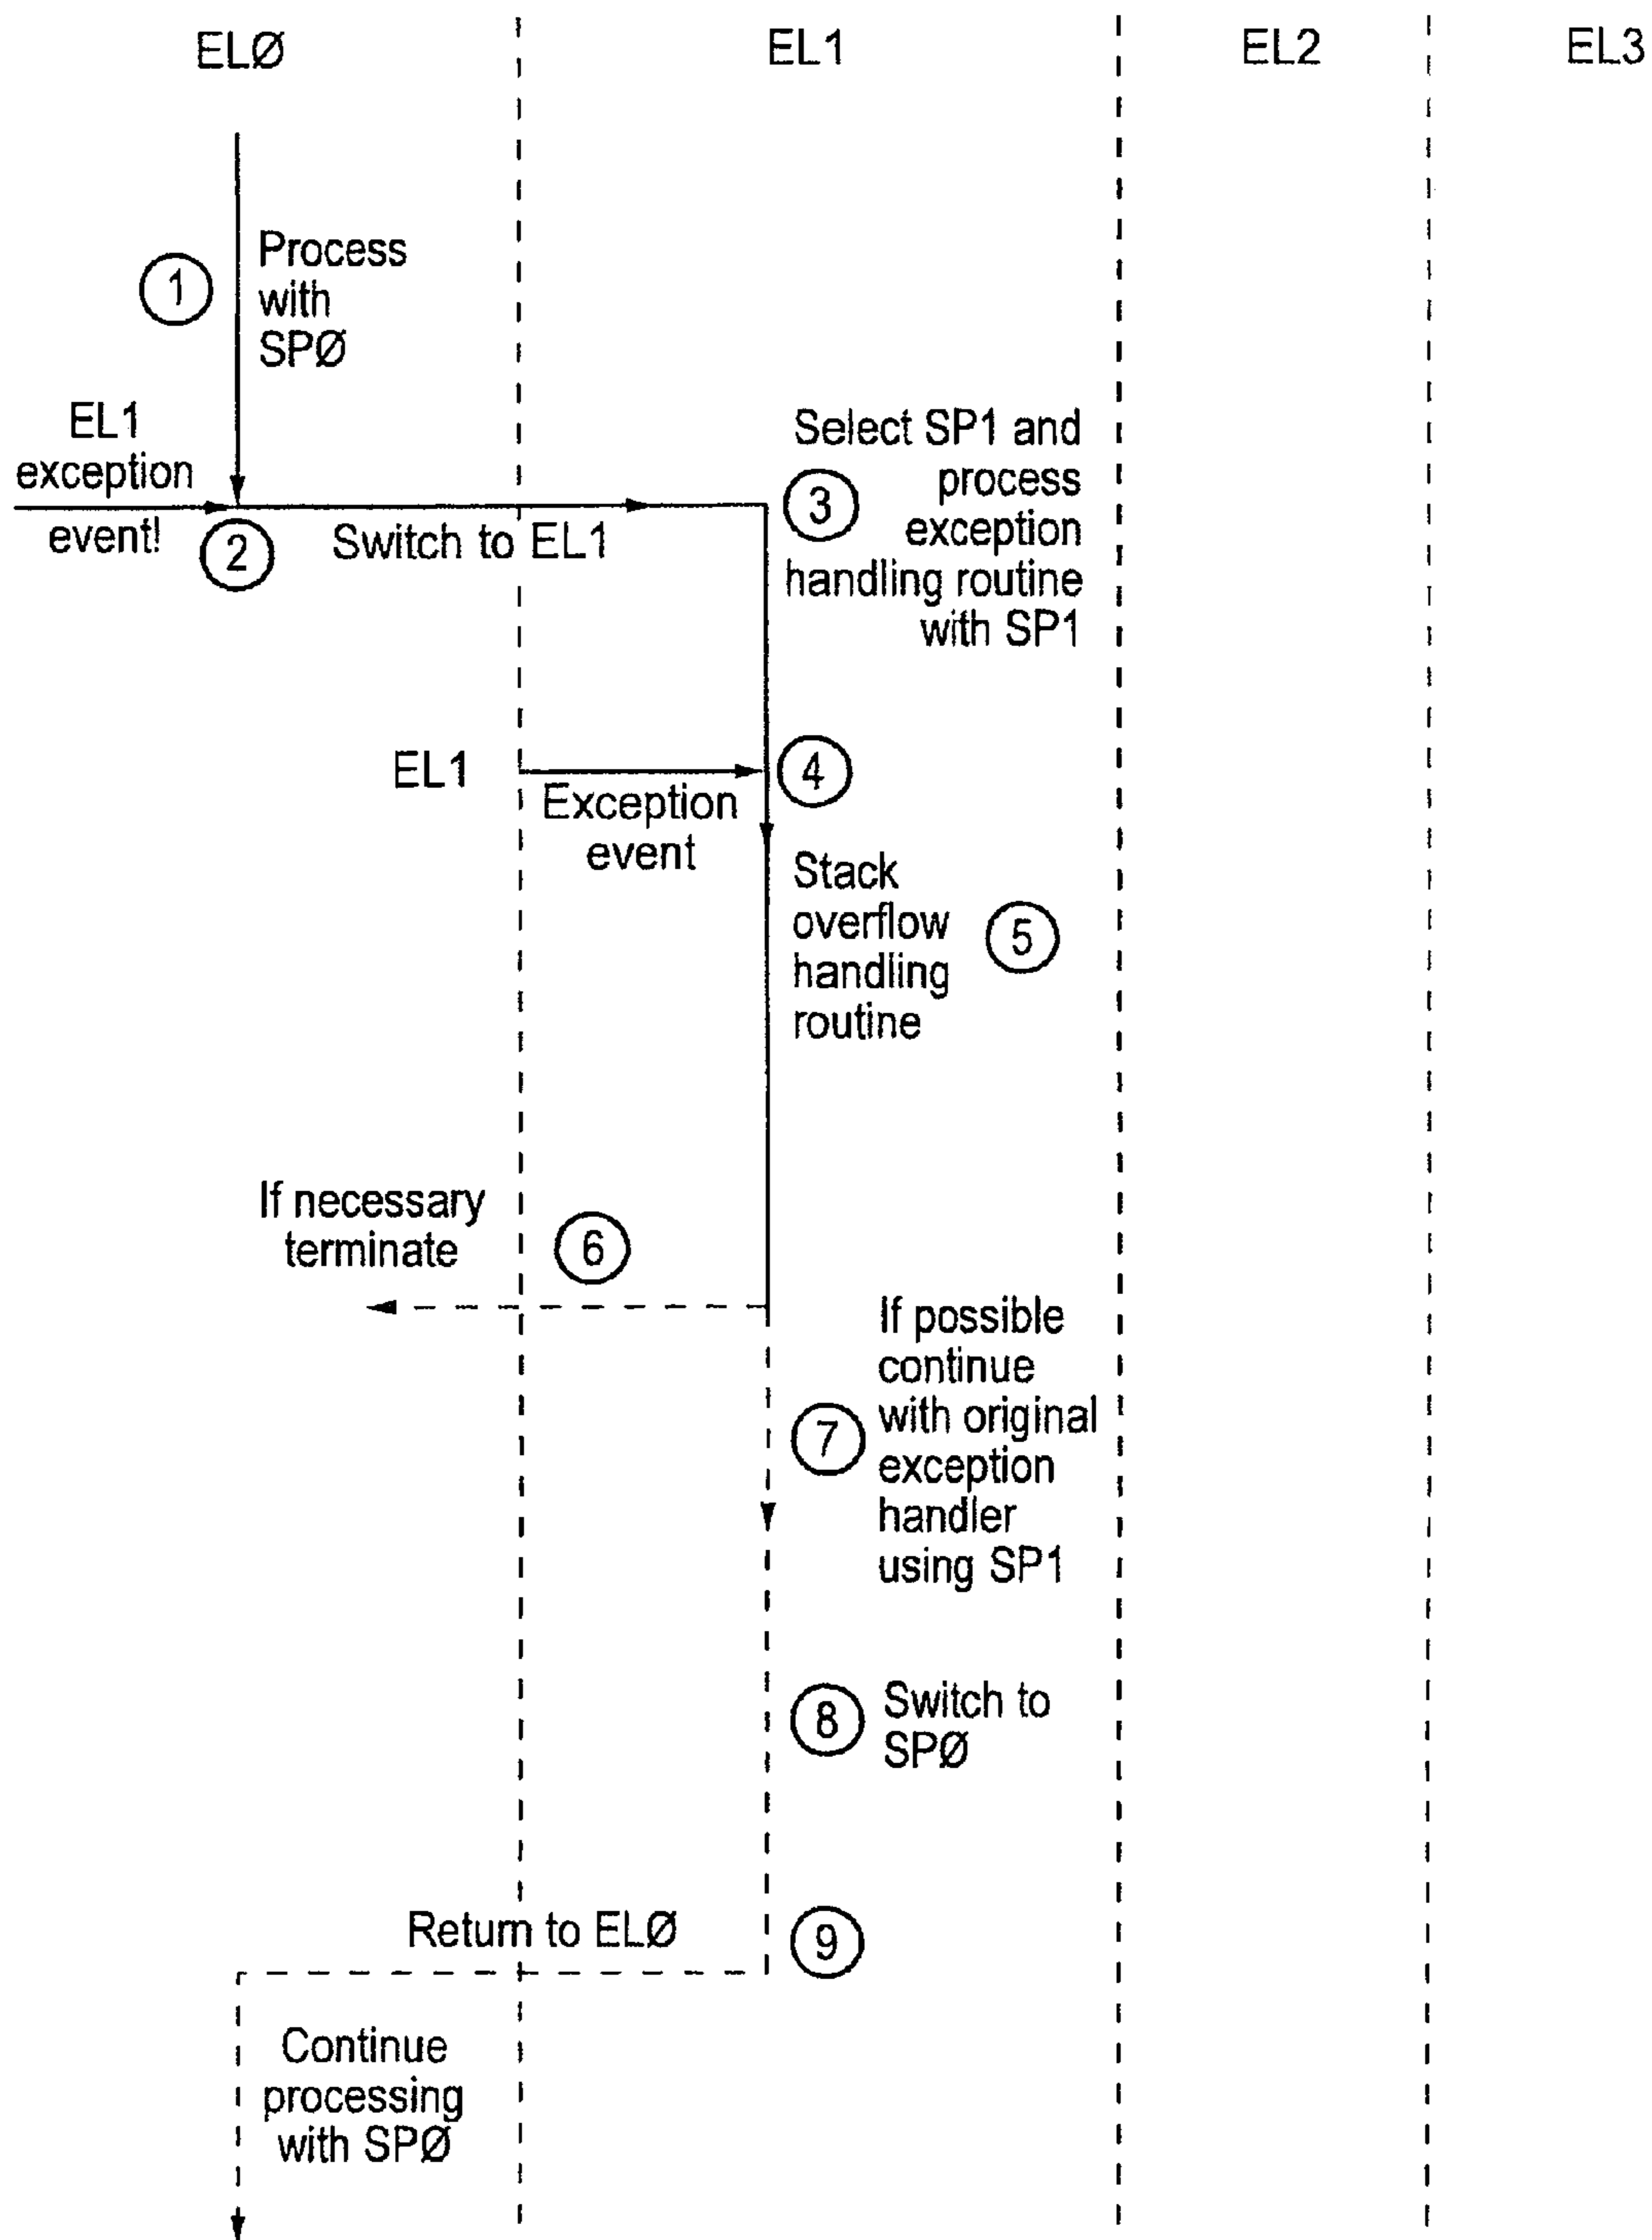 ELØ
EL1
EL2
EL3
1
Process
with
SPØ
EL1
exception
event!
2
Switch to EL1
3
Select SP1 and
process
exception
handling routine
with SP1
EL1
Exception
event
4
Stack
overflow
handling
routine
5
If necessary
terminate
6
If possible
continue
with original
exception
handler
using SP1
7
8
Switch to
SPØ
Return to ELØ
9
Continue
processing
with SPØ